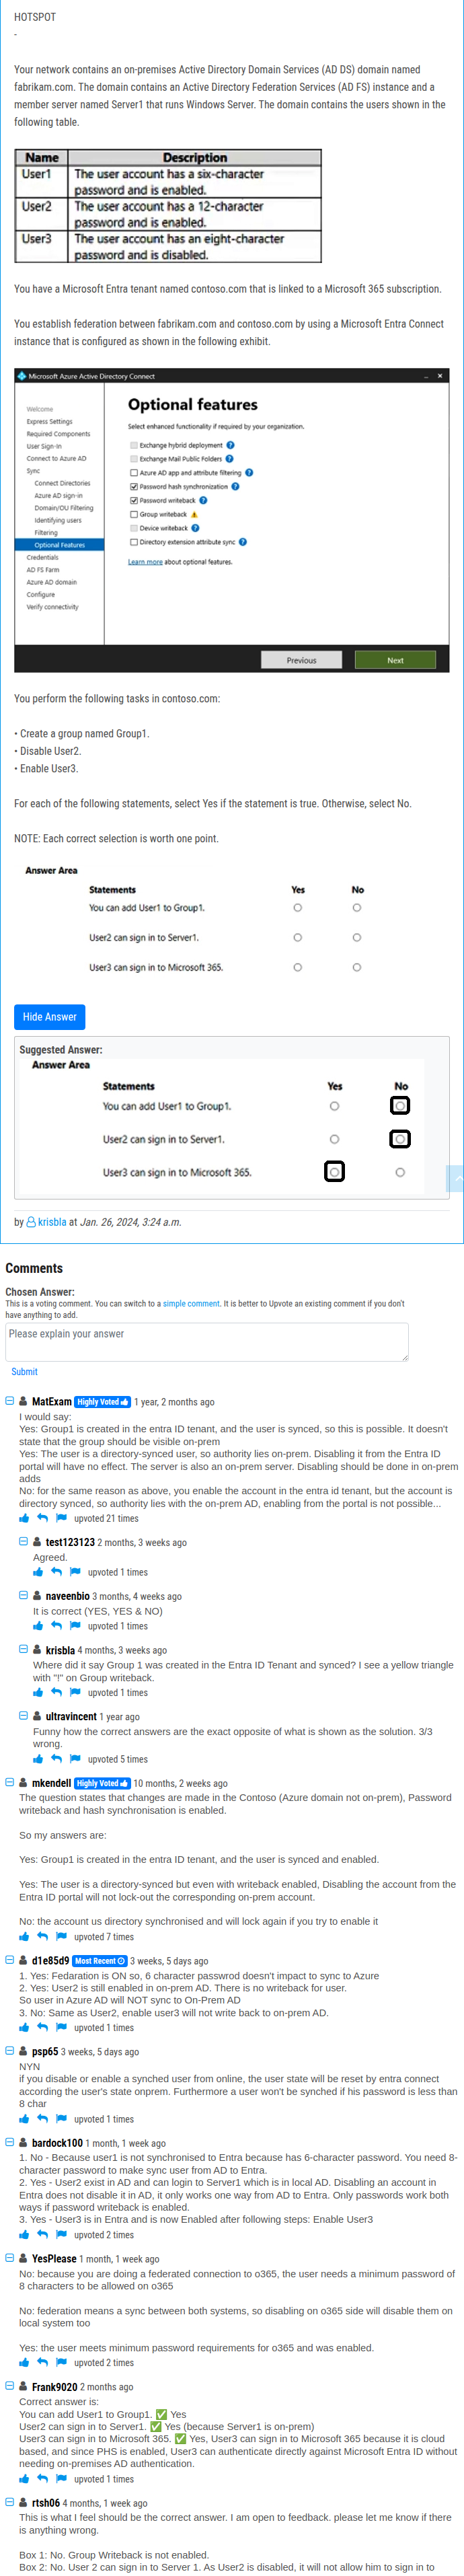 HOTSPOT
-
Your network contains an on-premises Active Directory Domain Services (AD DS) domain named
fabrikam.com. The domain contains an Active Directory Federation Services (AD FS) instance and a
member server named Server1 that runs Windows Server. The domain contains the users shown in the
following table.
Name Description
User1 The user account has a six-character
password and is enabled.
User2 The user account has a 12-character
password and is enabled.
User3 The user account has an eight-character
password and is disabled.
You have a Microsoft Entra tenant named contoso.com that is linked to a Microsoft 365 subscription.
You establish federation between fabrikam.com and contoso.com by using a Microsoft Entra Connect
instance that is configured as shown in the following exhibit.
Microsoft Azure Active Directory Connect
Welcome
Express Settings
Required Components
User Sign-In
Connect to Azure AD
Sync
Connect Directories
Azure AD sign-in
Domain/OU Filtering
Identifying users
Filtering
Optional Features
Credentials
AD FS Farm
Azure AD domain
Configure
Verify connectivity
Optional features
Select enhanced functionality if required by your organization.
Exchange hybrid deployment
Exchange Mail Public Folders
Azure AD app and attribute filtering
Password hash synchronization
Password writeback
Group writeback
Device writeback
Directory extension attribute sync
Learn more about optional features.
Previous Next
You perform the following tasks in contoso.com:
• Create a group named Group1.
• Disable User2.
• Enable User3.
For each of the following statements, select Yes if the statement is true. Otherwise, select No.
NOTE: Each correct selection is worth one point.
Answer Area
Statements Yes No
You can add User1 to Group1.
User2 can sign in to Server1.
User3 can sign in to Microsoft 365.
Hide Answer
Suggested Answer:
Answer Area
Statements Yes No
You can add User1 to Group1.
User2 can sign in to Server1.
User3 can sign in to Microsoft 365.
by krisbla at Jan. 26, 2024, 3:24 a.m.
Comments
Chosen Answer:
This is a voting comment. You can switch to a simple comment. It is better to Upvote an existing comment if you don't
have anything to add.
Please explain your answer
Submit
MatExam Highly Voted 1 year, 2 months ago
I would say:
Yes: Group1 is created in the entra ID tenant, and the user is synced, so this is possible. It doesn't
state that the group should be visible on-prem
Yes: The user is a directory-synced user, so authority lies on-prem. Disabling it from the Entra ID
portal will have no effect. The server is also an on-prem server. Disabling should be done in on-prem
adds
No: for the same reason as above, you enable the account in the entra id tenant, but the account is
directory synced, so authority lies with the on-prem AD, enabling from the portal is not possible...
upvoted 21 times
test123123 2 months, 3 weeks ago
Agreed.
upvoted 1 times
naveenbio 3 months, 4 weeks ago
It is correct (YES, YES & NO)
upvoted 1 times
krisbla 4 months, 3 weeks ago
Where did it say Group 1 was created in the Entra ID Tenant and synced? I see a yellow triangle
with "!" on Group writeback.
upvoted 1 times
ultravincent 1 year ago
Funny how the correct answers are the exact opposite of what is shown as the solution. 3/3
wrong.
upvoted 5 times
mkendell Highly Voted 10 months, 2 weeks ago
The question states that changes are made in the Contoso (Azure domain not on-prem), Password
writeback and hash synchronisation is enabled.
So my answers are:
Yes: Group1 is created in the entra ID tenant, and the user is synced and enabled.
Yes: The user is a directory-synced but even with writeback enabled, Disabling the account from the
Entra ID portal will not lock-out the corresponding on-prem account.
No: the account us directory synchronised and will lock again if you try to enable it
upvoted 7 times
d1e85d9 Most Recent 3 weeks, 5 days ago
1. Yes: Fedaration is ON so, 6 character passwrod doesn't impact to sync to Azure
2. Yes: User2 is still enabled in on-prem AD. There is no writeback for user.
So user in Azure AD will NOT sync to On-Prem AD
3. No: Same as User2, enable user3 will not write back to on-prem AD.
upvoted 1 times
psp65 3 weeks, 5 days ago
NYN
if you disable or enable a synched user from online, the user state will be reset by entra connect
according the user's state onprem. Furthermore a user won't be synched if his password is less than
8 char
upvoted 1 times
bardock100 1 month, 1 week ago
1. No - Because user1 is not synchronised to Entra because has 6-character password. You need 8-
character password to make sync user from AD to Entra.
2. Yes - User2 exist in AD and can login to Server1 which is in local AD. Disabling an account in
Entra does not disable it in AD, it only works one way from AD to Entra. Only passwords work both
ways if password writeback is enabled.
3. Yes - User3 is in Entra and is now Enabled after following steps: Enable User3
upvoted 2 times
YesPlease 1 month, 1 week ago
No: because you are doing a federated connection to o365, the user needs a minimum password of
8 characters to be allowed on o365
No: federation means a sync between both systems, so disabling on o365 side will disable them on
local system too
Yes: the user meets minimum password requirements for o365 and was enabled.
upvoted 2 times
Frank9020 2 months ago
Correct answer is:
You can add User1 to Group1. ✅ Yes
User2 can sign in to Server1. ✅ Yes (because Server1 is on-prem)
User3 can sign in to Microsoft 365. ✅ Yes, User3 can sign in to Microsoft 365 because it is cloud
based, and since PHS is enabled, User3 can authenticate directly against Microsoft Entra ID without
needing on-premises AD authentication.
upvoted 1 times
rtsh06 4 months, 1 week ago
This is what I feel should be the correct answer. I am open to feedback. please let me know if there
is anything wrong.
Box 1: No. Group Writeback is not enabled.
Box 2: No. User 2 can sign in to Server 1. As User2 is disabled, it will not allow him to sign in to